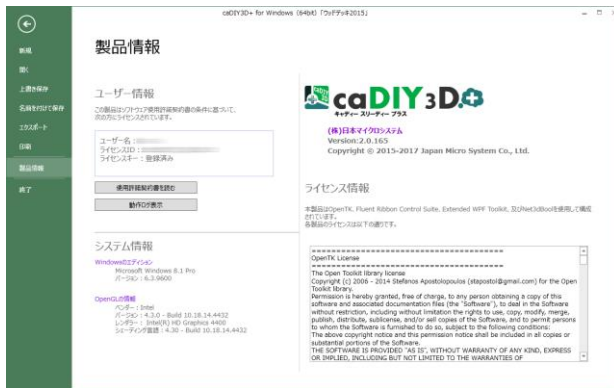 caDIY3D+ for Windows (64bit) 「ウッドデッキ2015」
新規
開く
上書き保存
名前を付けて保存
エクスポート
印刷
製品情報
終了
製品情報
ユーザー情報
この製品はソフトウェア使用許諾契約書の条件に基づいて、
次の方にライセンスされています。
ユーザー名 :
ライセンスID :
ライセンスキー : 登録済み
使用許諾契約書を読む
動作ログ表示
システム情報
Windowsのエディション
Microsoft Windows 8.1 Pro
バージョン : 6.3.9600
OpenGLの情報
ベンダー : Intel
バージョン : 4.3.0 - Build 10.18.14.4432
レンダラー : Intel(R) HD Graphics 4400
シェーディング言語 : 4.30 - Build 10.18.14.4432
caDIY3D+
キャディー スリーディー プラス
(株)日本マイクロシステム
Version:2.0.165
Copyright © 2015-2017 Japan Micro System Co., Ltd.
ライセンス情報
本製品はOpenTK、Fluent Ribbon Control Suite、Extended WPF Toolkit、及びNet3dBoolを使用して構成
されています。
各製品のライセンスは以下の通りです。
OpenTK License
The Open Toolkit library license
Copyright (c) 2006 - 2014 Stefanos Apostolopoulos (stapostol@gmail.com) for the Open
Toolkit library.
Permission is hereby granted, free of charge, to any person obtaining a copy of this
software and associated documentation files (the "Software"), to deal in the Software
without restriction, including without limitation the rights to use, copy, modify, merge,
publish, distribute, sublicense, and/or sell copies of the Software, and to permit persons
to whom the Software is furnished to do so, subject to the following conditions:
The above copyright notice and this permission notice shall be included in all copies or
substantial portions of the Software.
THE SOFTWARE IS PROVIDED "AS IS", WITHOUT WARRANTY OF ANY KIND, EXPRESS
OR IMPLIED, INCLUDING BUT NOT LIMITED TO THE WARRANTIES OF